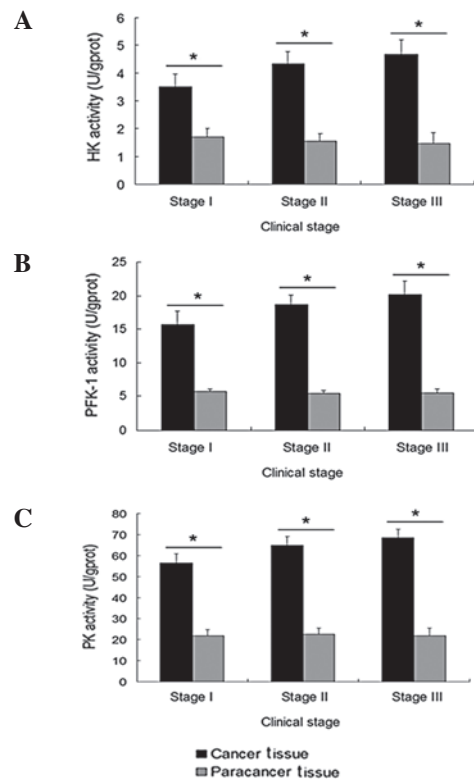 A
HK activity (U/gprot)
6
5
4
3
2
1
0
*
*
*
Stage I
Stage II
Stage III
Clinical stage
B
PFK-1 activity (U/gprot)
25
20
15
10
5
0
*
*
*
Stage I
Stage II
Stage III
Clinical stage
C
PK activity (U/gprot)
80
70
60
50
40
30
20
10
0
*
*
*
Stage I
Stage II
Stage III
Clinical stage
Cancer tissue
Paracancer tissue